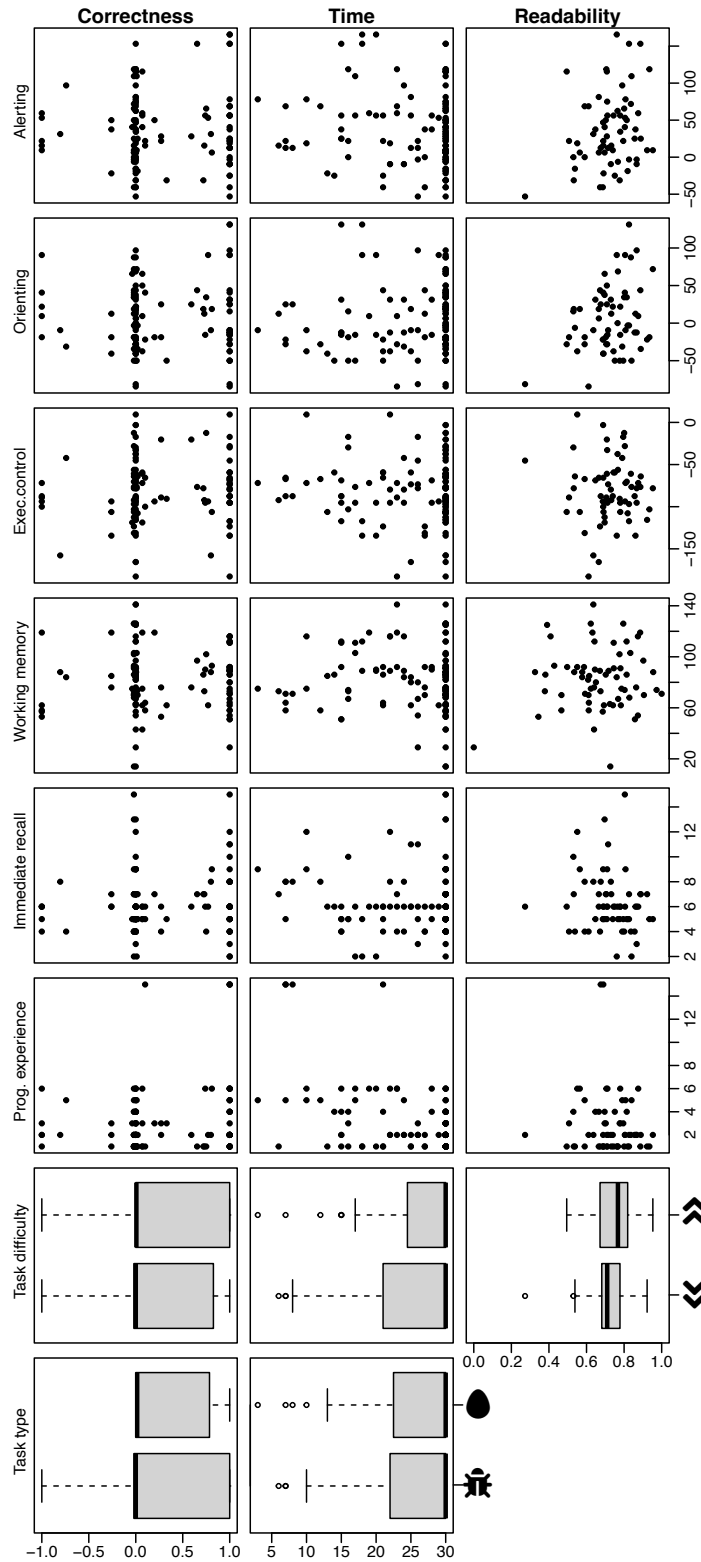 Correctness
Time
Readability
Alerting
−50 0 50 100
Orienting
−50 0 50 100
Exec.control
−150 −50 0
Working memory
20 60 100 140
Immediate recall
2 4 6 8 12
Prog. experience
2 4 6 8 12
Task difficulty
0.0 0.2 0.4 0.6 0.8 1.0
Task type
−1.0 −0.5 0.0 0.5 1.0
5 10 15 20 25 30